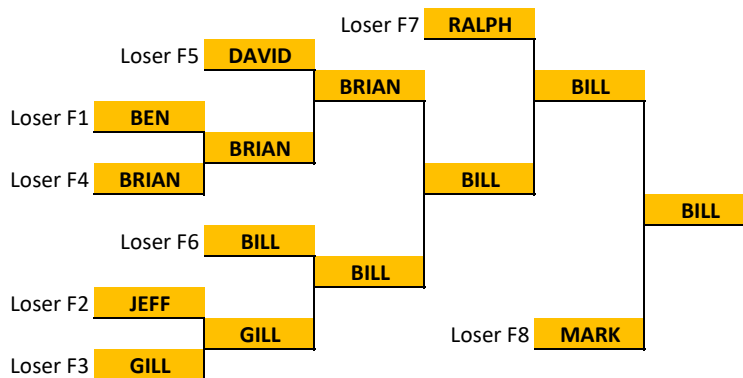 Loser F7 RALPH
Loser F5 DAVID
BRIAN BILL
Loser F1 BEN
BRIAN
Loser F4 BRIAN BILL
BILL
Loser F6 BILL
BILL
Loser F2 JEFF
GILL Loser F8 MARK
Loser F3 GILL